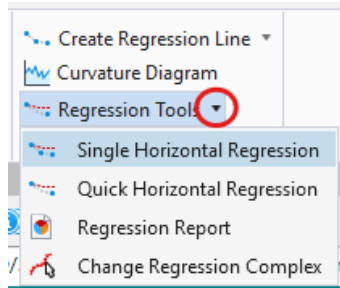 Create Regression Line
Curvature Diagram
Regression Tools
Single Horizontal Regression
Quick Horizontal Regression
Regression Report
Change Regression Complex